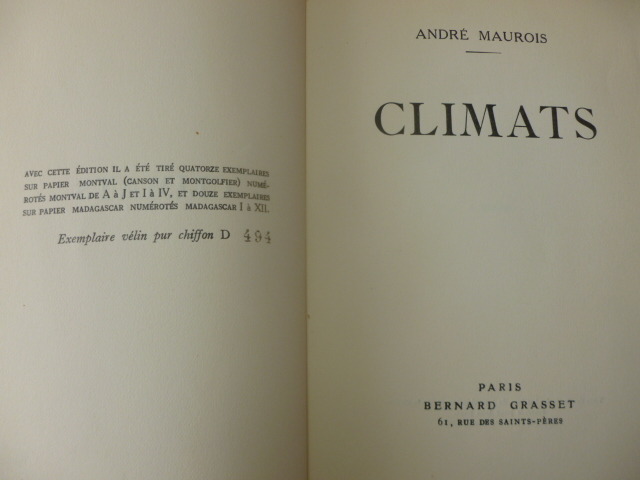 AVEC CETTE ÉDITION IL A ÉTÉ TIRÉ QUATORZE EXEMPLAIRES
SUR PAPIER MONTVAL (CANSON ET MONTGOLFIER) NUMÉ-
ROTÉS MONTVAL DE A à J ET I à IV, ET DOUZE EXEMPLAIRES
SUR PAPIER MADAGASCAR NUMÉROTÉS MADAGASCAR I à XII.
Exemplaire vélin pur chiffon D 494
ANDRÉ MAUROIS
CLIMATS
PARIS
BERNARD GRASSET
61, RUE DES SAINTS-PÈRES